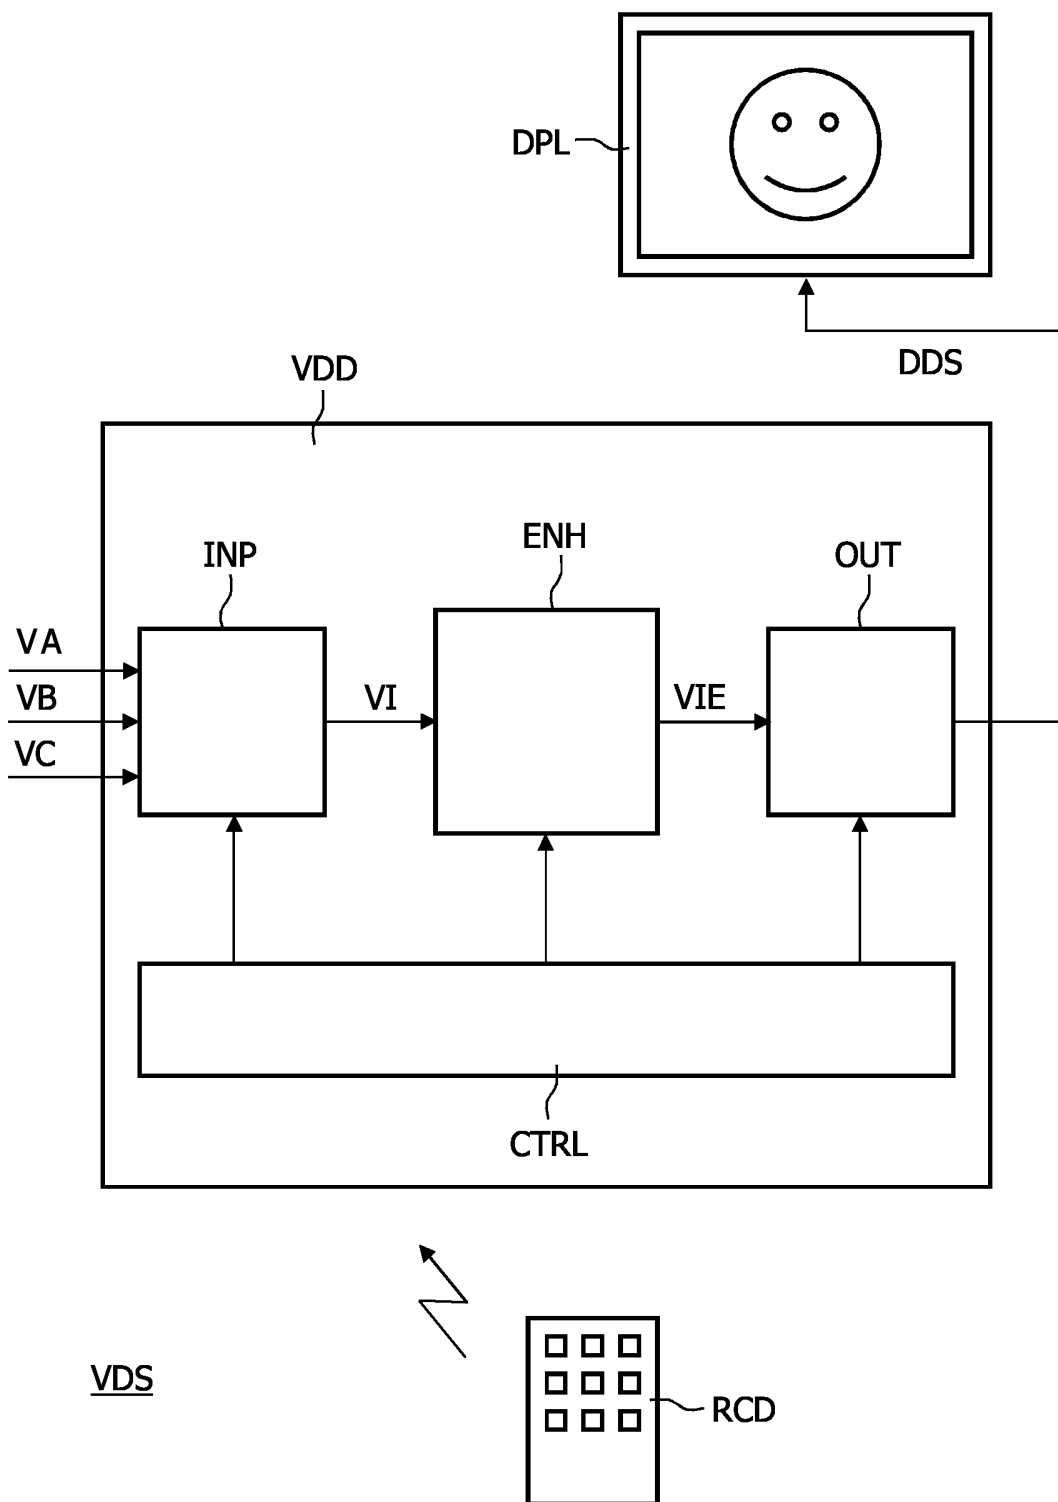 DPL
DDS
VDD
INP
ENH
OUT
VA
VB
VC
VI
VIE
CTRL
VDS
RCD